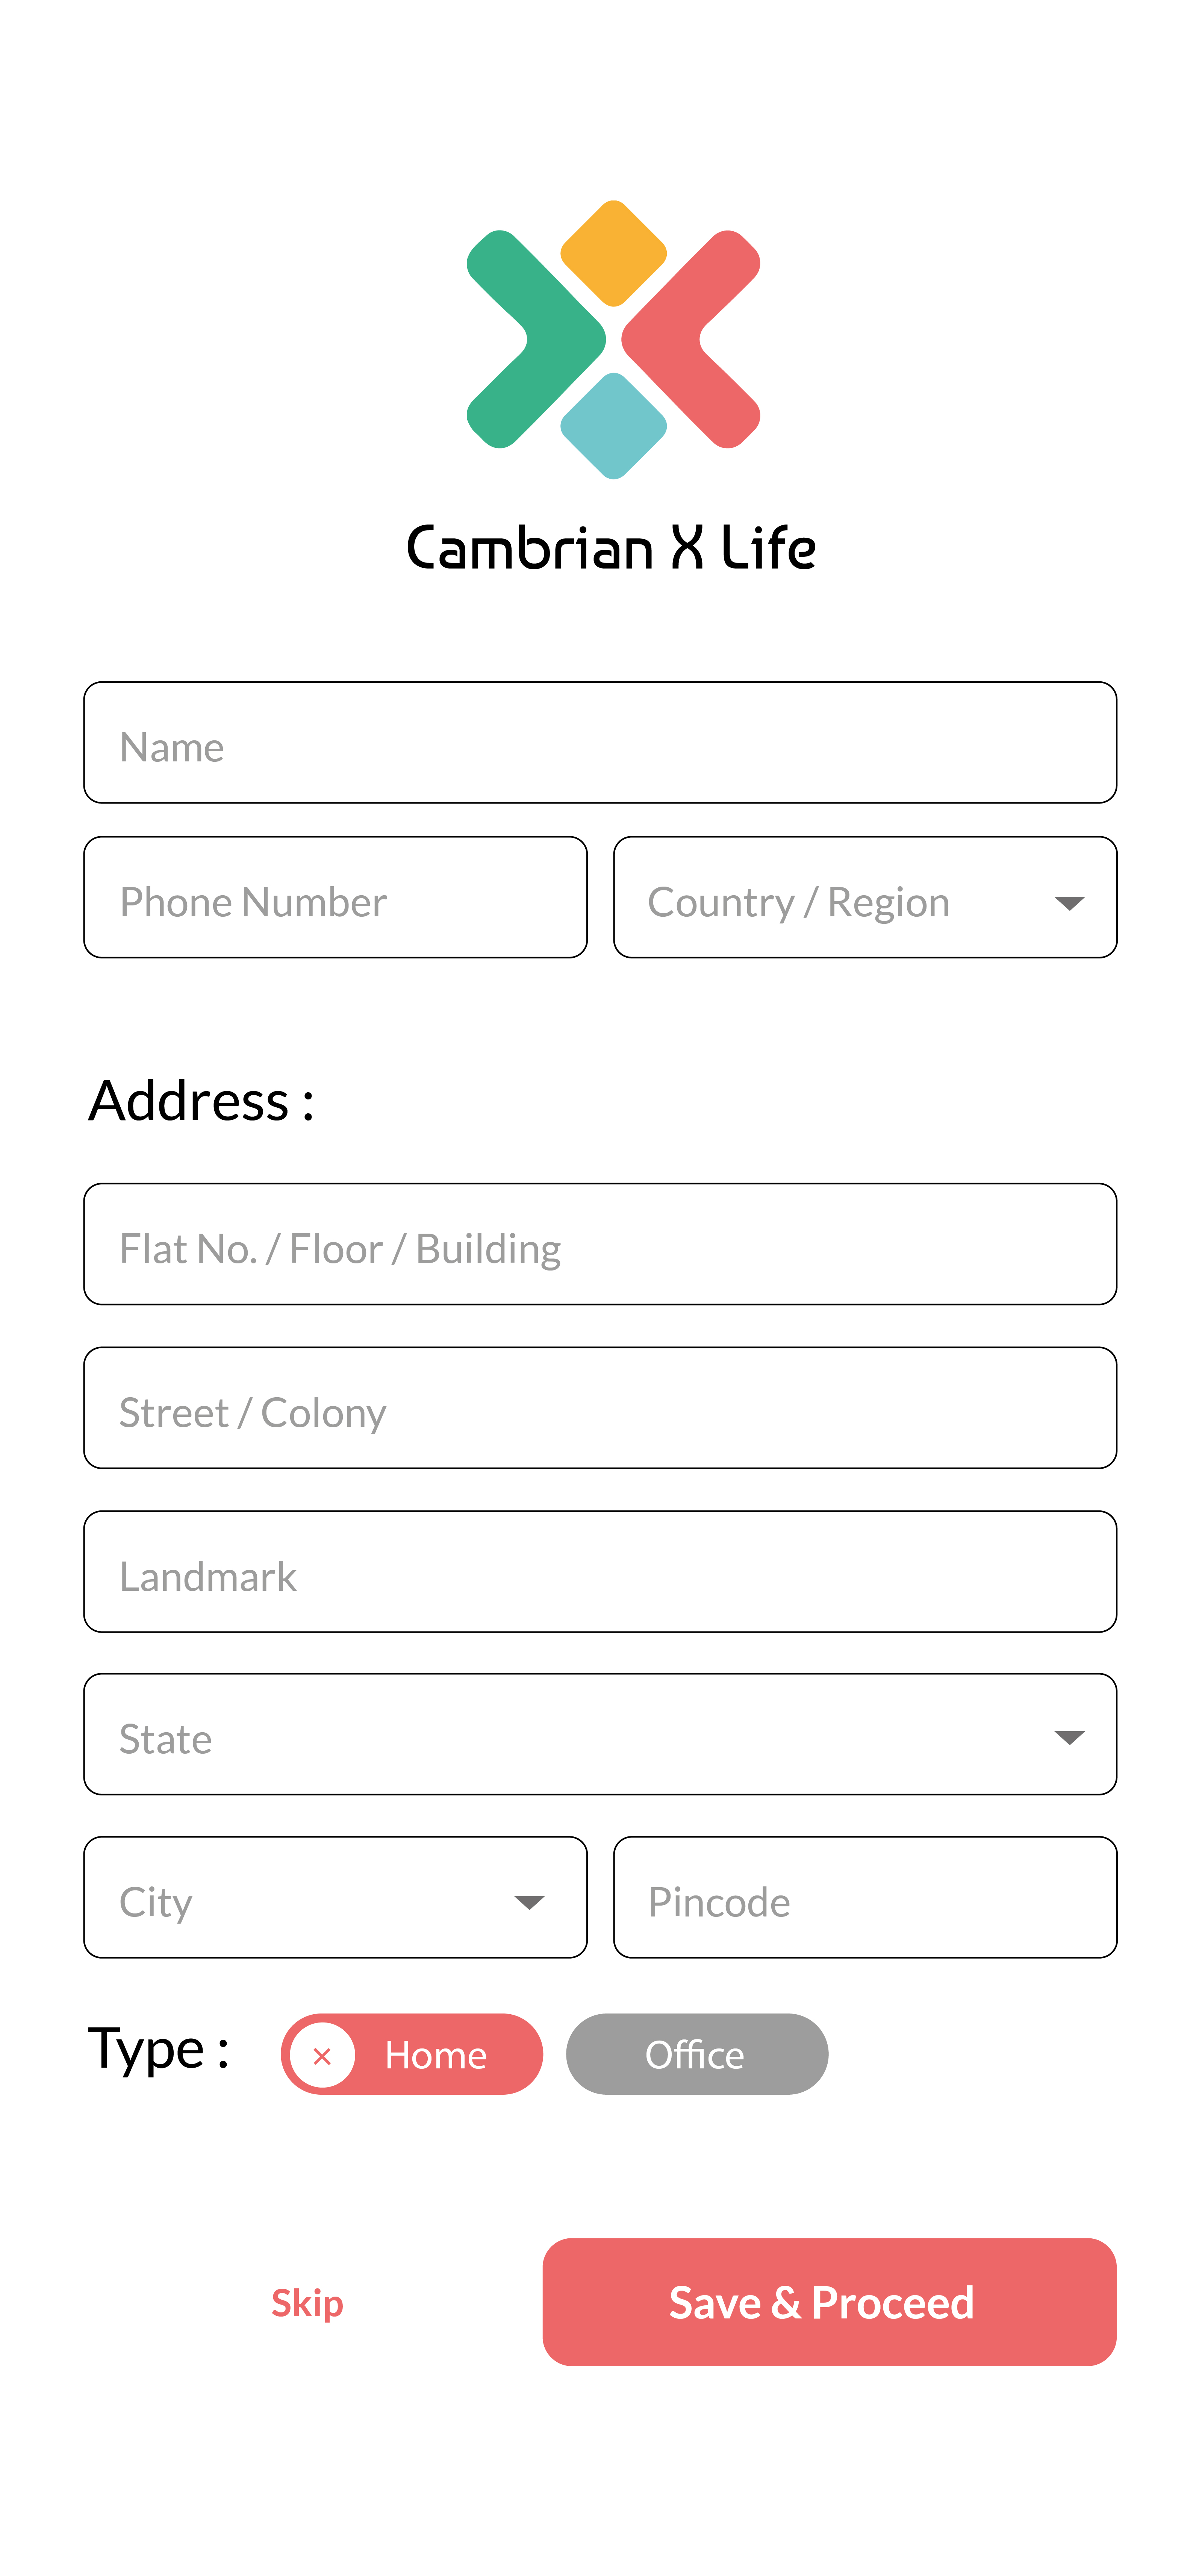 Cambrian X Life
Name
Phone Number
Country / Region
Address :
Flat No. / Floor / Building
Street / Colony
Landmark
State
City
Pincode
Type :
× Home
Office
Skip
Save & Proceed